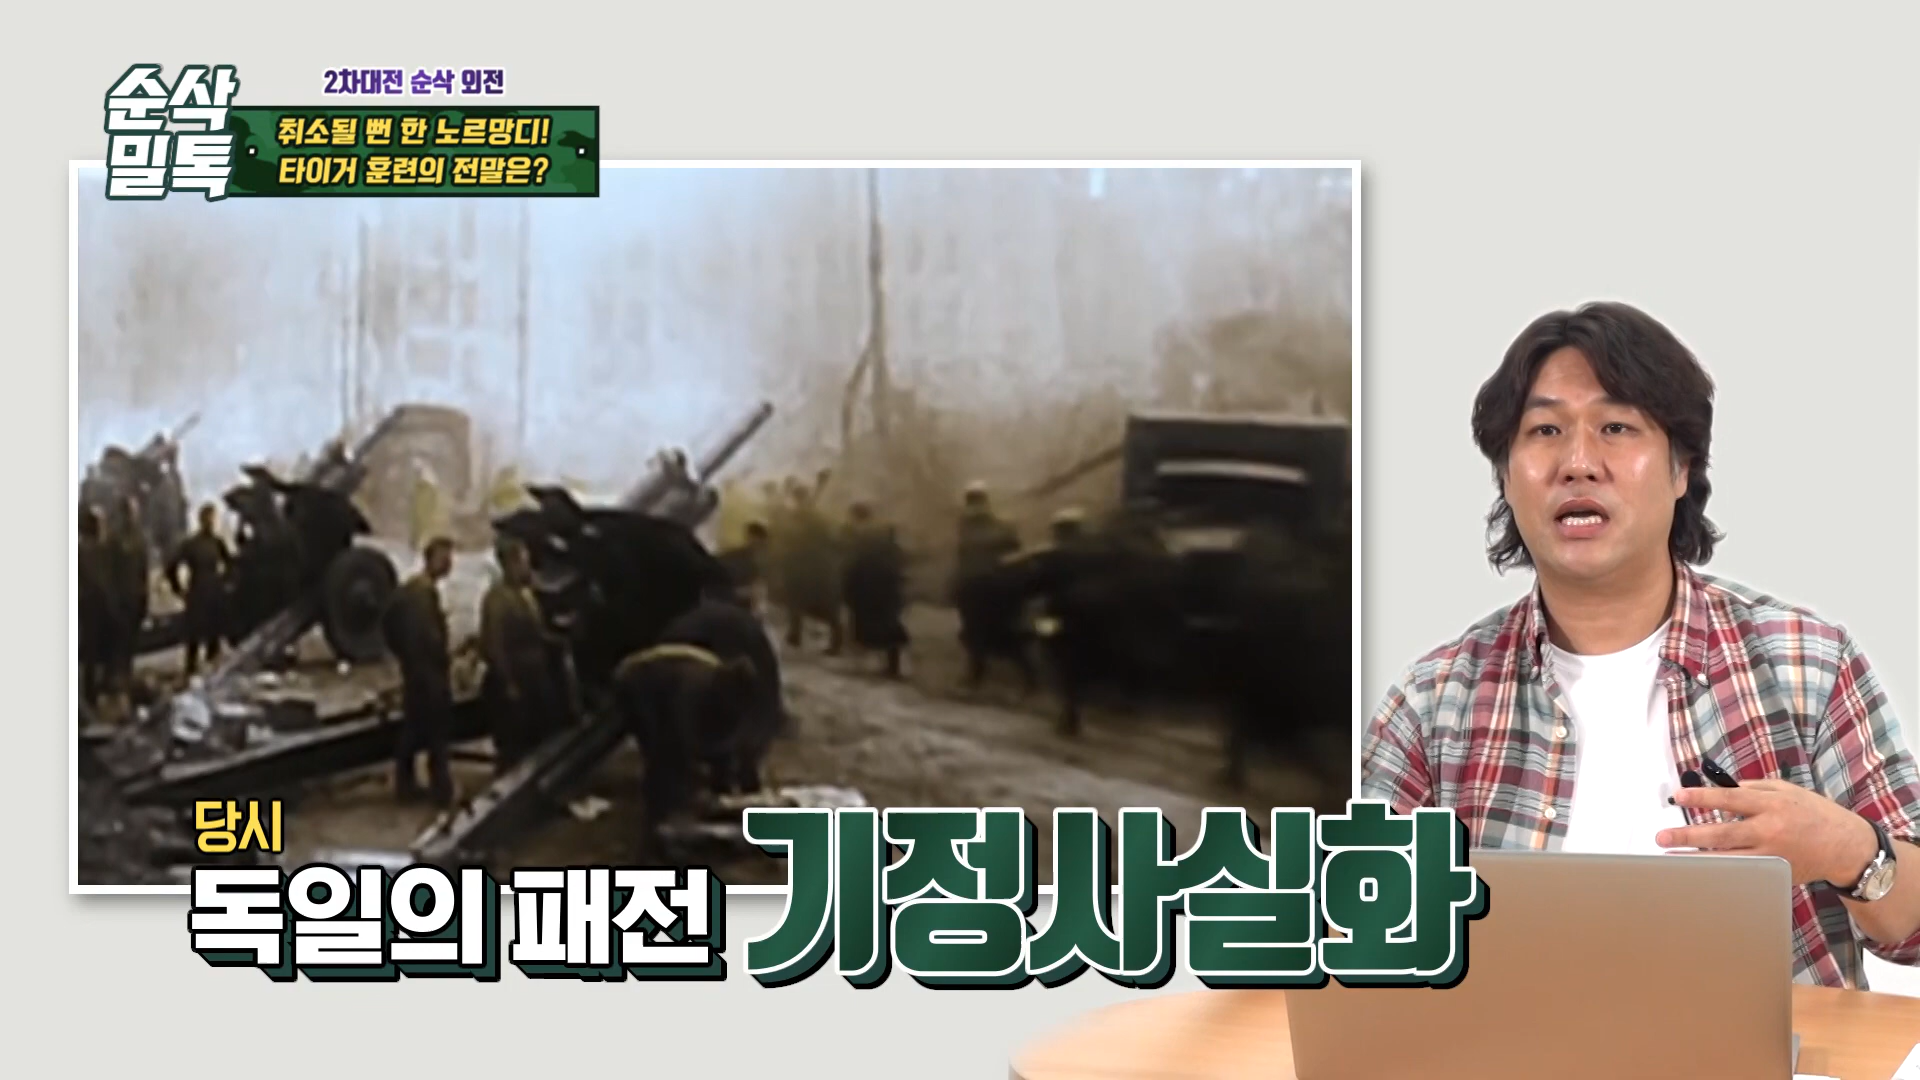 순삭
밀톡
2차대전 순삭 외전
취소될 뻔 한 노르망디!
타이거 훈련의 전말은?
당시
독일의 패전 기정사실화